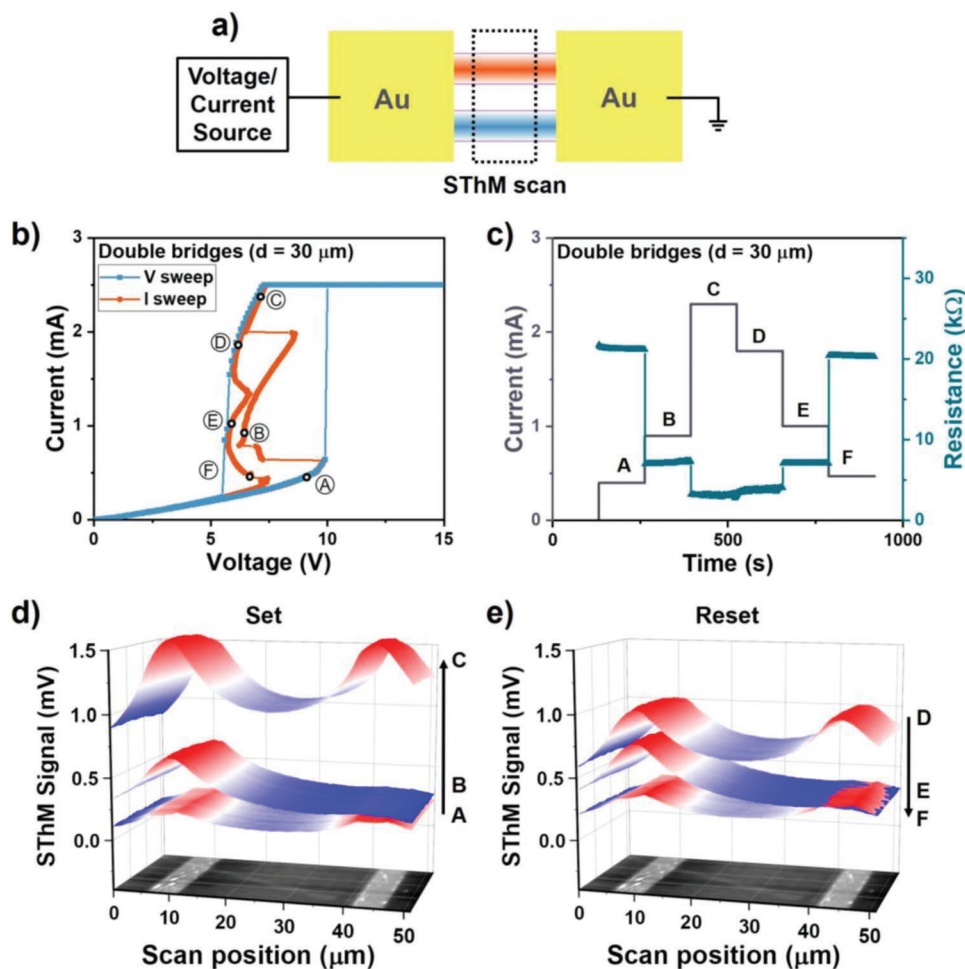 a)
Voltage/
Current
Source
Au
Au
SThM scan
b)
Double bridges (d = 30 μm)
V sweep
I sweep
Current (mA)
3
2
1
0
0
5
10
15
Voltage (V)
Ⓒ
Ⓓ
Ⓔ
Ⓑ
Ⓕ
Ⓐ
c)
Double bridges (d = 30 μm)
Current (mA)
3
2
1
0
A
B
C
D
E
F
0
500
1000
Time (s)
30
20
10
0
Resistance (kΩ)
d)
Set
SThM Signal (mV)
1.5
1.0
0.5
0.0
C
B
A
0
10
20
30
40
50
Scan position (μm)
e)
Reset
SThM Signal (mV)
1.5
1.0
0.5
0.0
D
E
F
0
10
20
30
40
50
Scan position (μm)